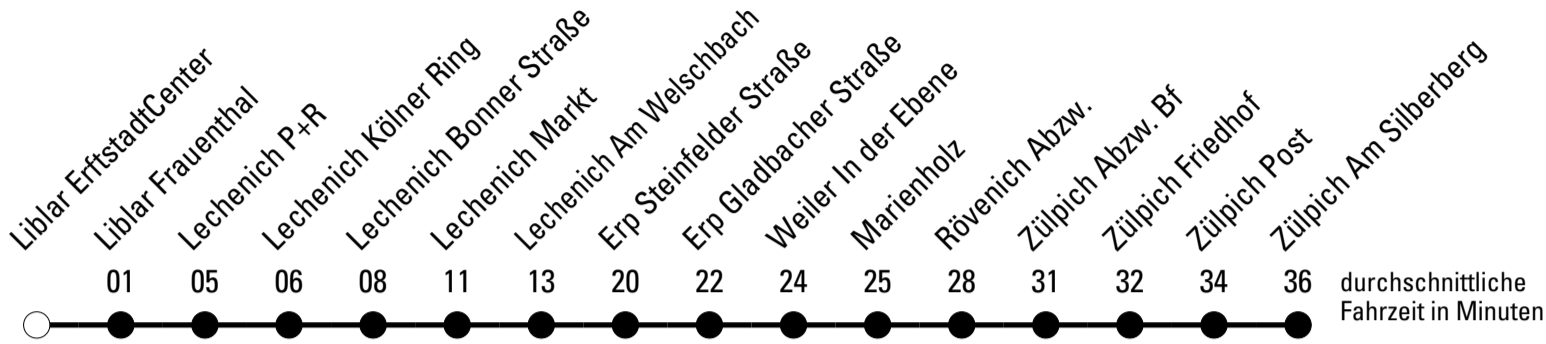 Liblar ErftstadtCenter
Liblar Frauenthal
Lechenich P+R
Lechenich Kölner Ring
Lechenich Bonner Straße
Lechenich Markt
Lechenich Am Welschbach
Erp Steinfelder Straße
Erp Gladbacher Straße
Weiler In der Ebene
Marienholz
Rövenich Abzw.
Zülpich Abzw. Bf
Zülpich Friedhof
Zülpich Post
Zülpich Am Silberberg
01 05 06 08 11 13 20 22 24 25 28 31 32 34 36 durchschnittliche
Fahrzeit in Minuten